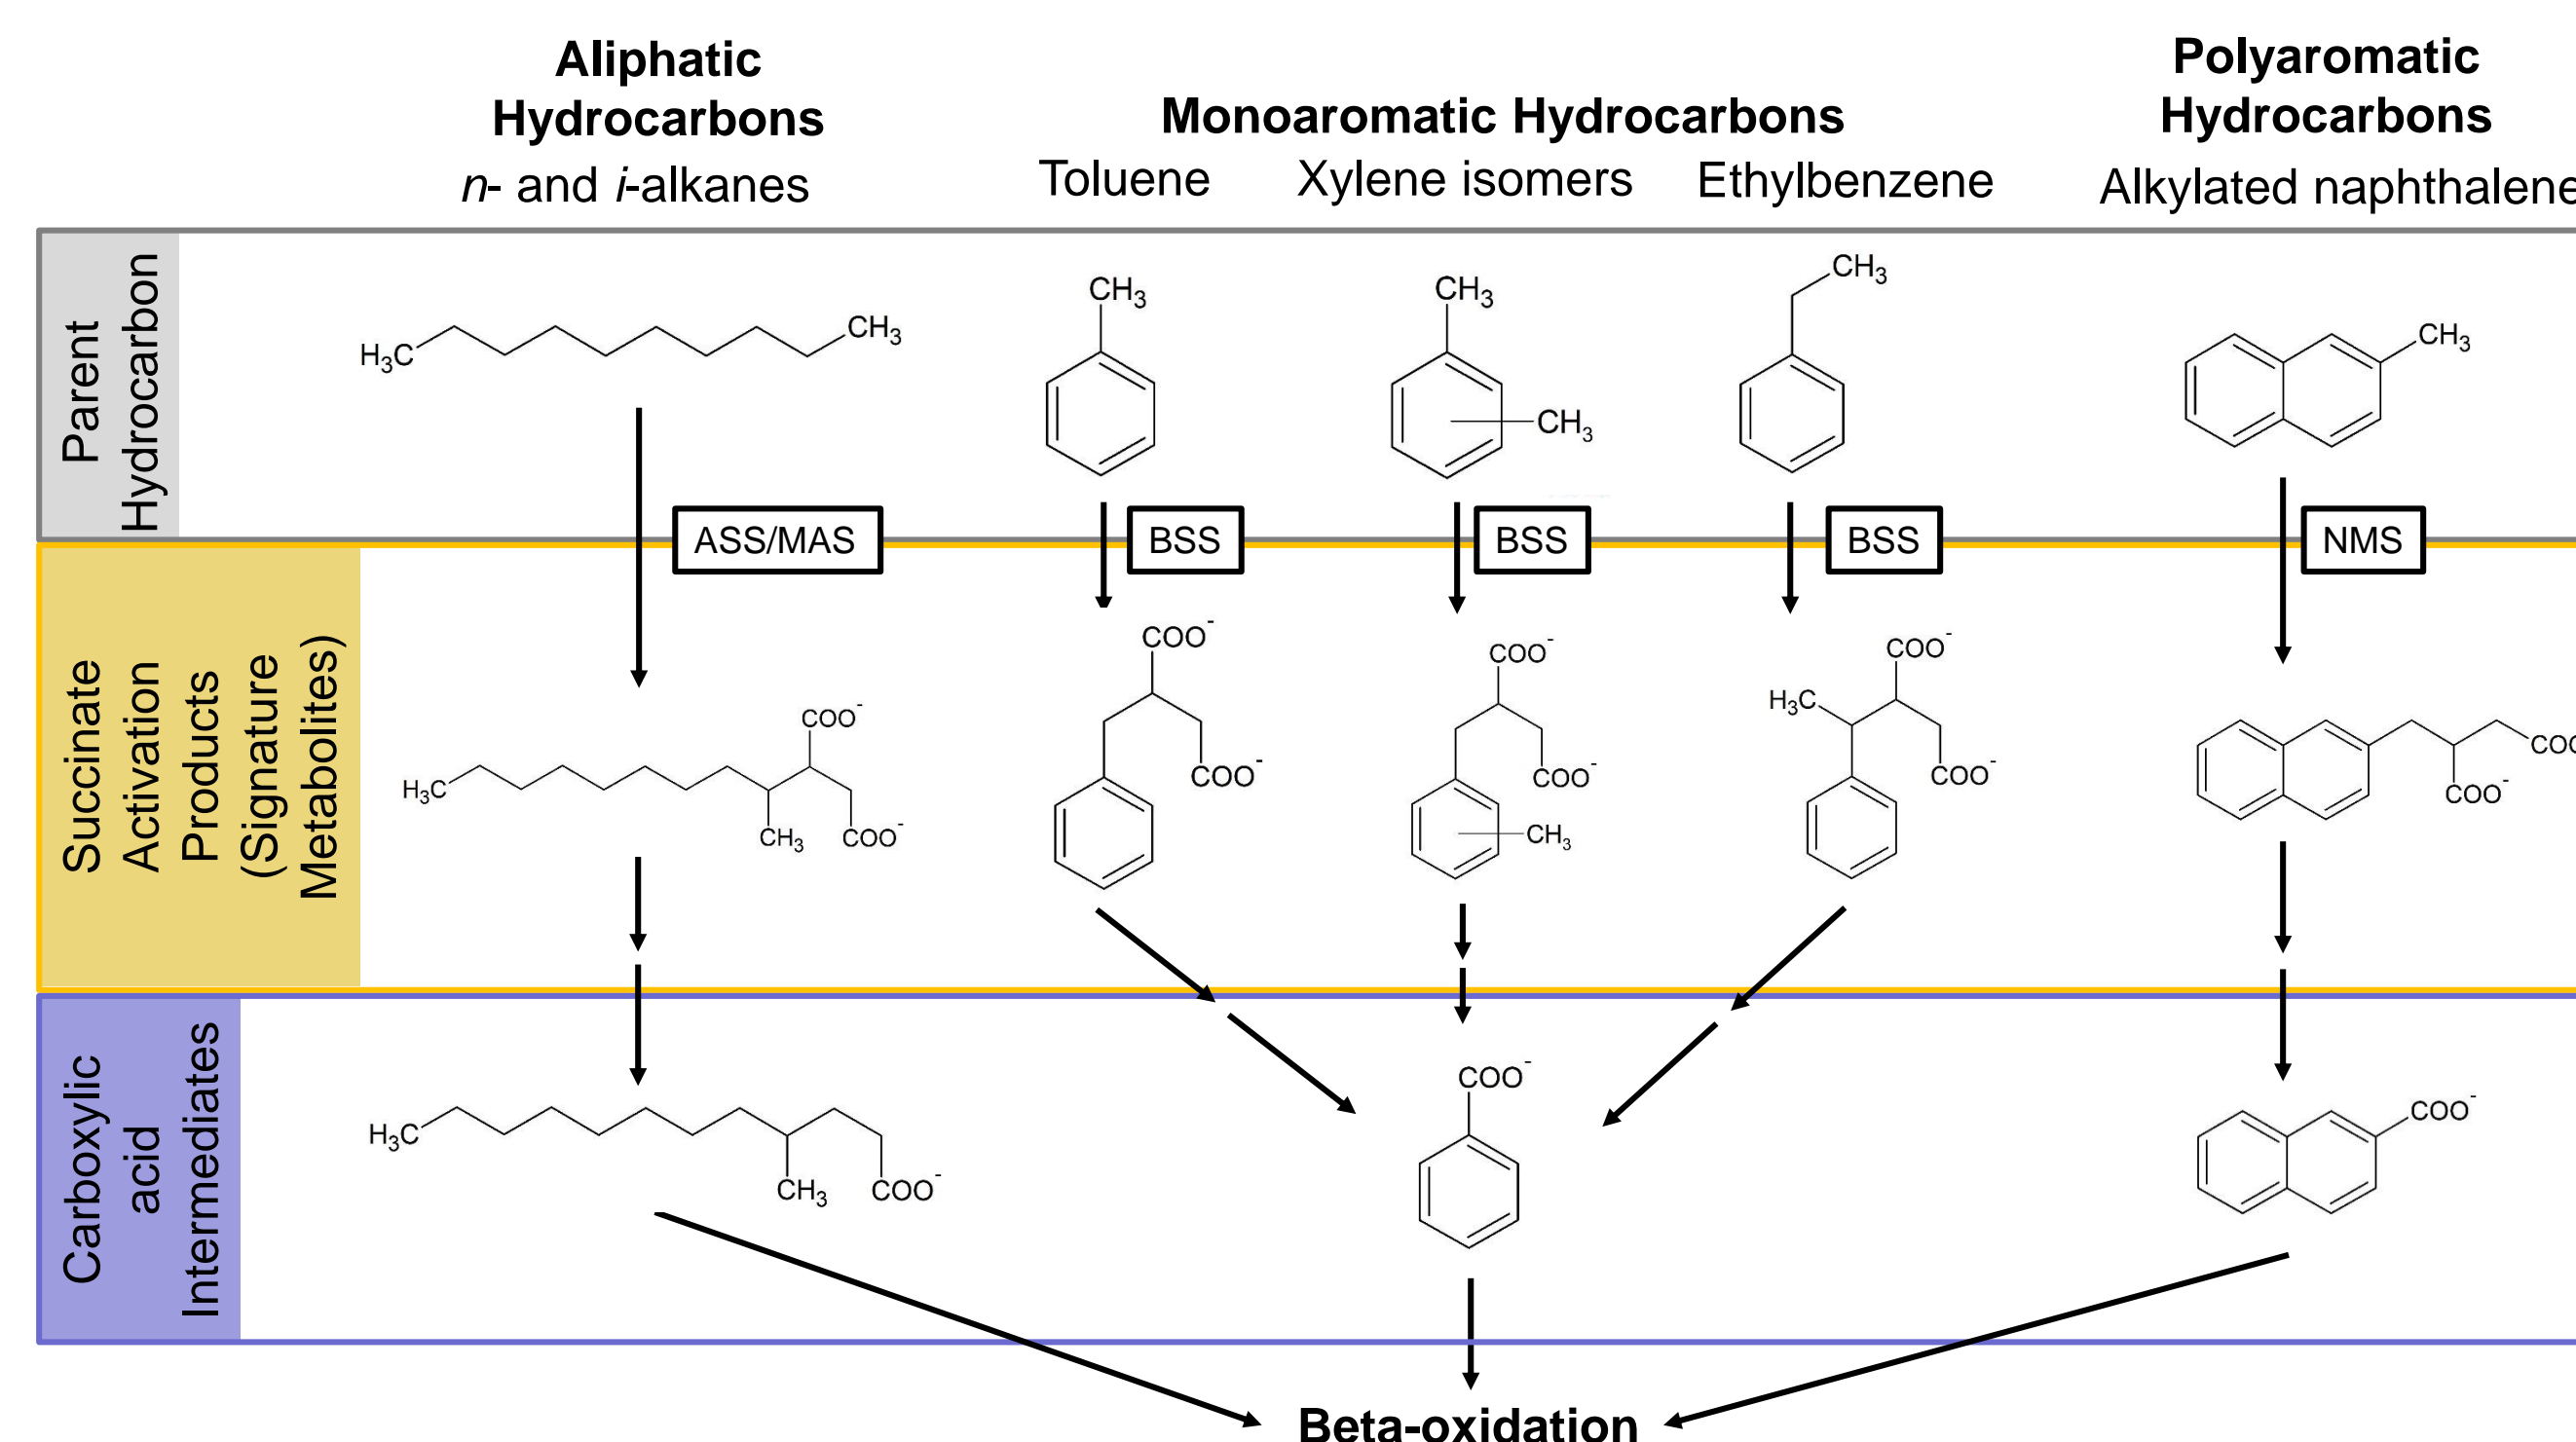 Aliphatic
Hydrocarbons
n- and i-alkanes
Monoaromatic Hydrocarbons
Toluene
Xylene isomers
Ethylbenzene
Polyaromatic
Hydrocarbons
Alkylated naphthalene
Parent
Hydrocarbon
H₃C
CH₃
CH₃
CH₃
CH₃
CH₃
CH₃
ASS/MAS
BSS
BSS
BSS
NMS
Succinate
Activation
Products
(Signature
Metabolites)
H₃C
COO⁻
CH₃
COO⁻
COO⁻
COO⁻
COO⁻
COO⁻
CH₃
COO⁻
H₃C
COO⁻
COO⁻
Carboxylic
acid
Intermediates
H₃C
CH₃
COO⁻
COO⁻
COO⁻
Beta-oxidation